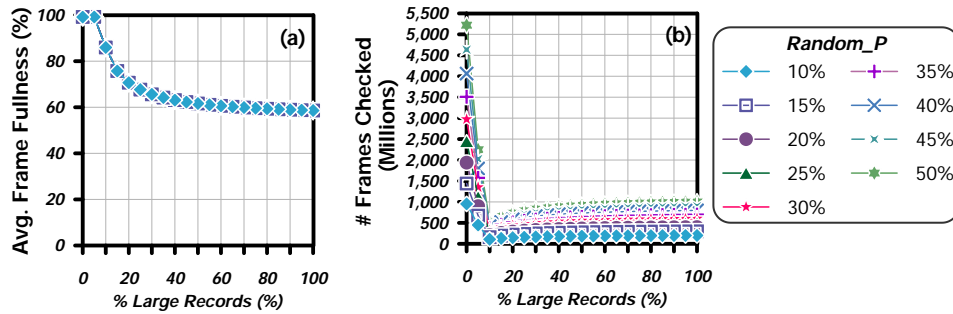 Avg. Fullness Frame (%)
100
80
60
40
20
0
(a)
0 20 40 60 80 100
% Large Records (%)
# Frames Checked
(Millions)
5,500
5,000
4,500
4,000
3,500
3,000
2,500
2,000
1,500
1,000
500
0
(b)
0 20 40 60 80 100
% Large Records (%)
Random_P
10%
15%
20%
25%
30%
35%
40%
45%
50%